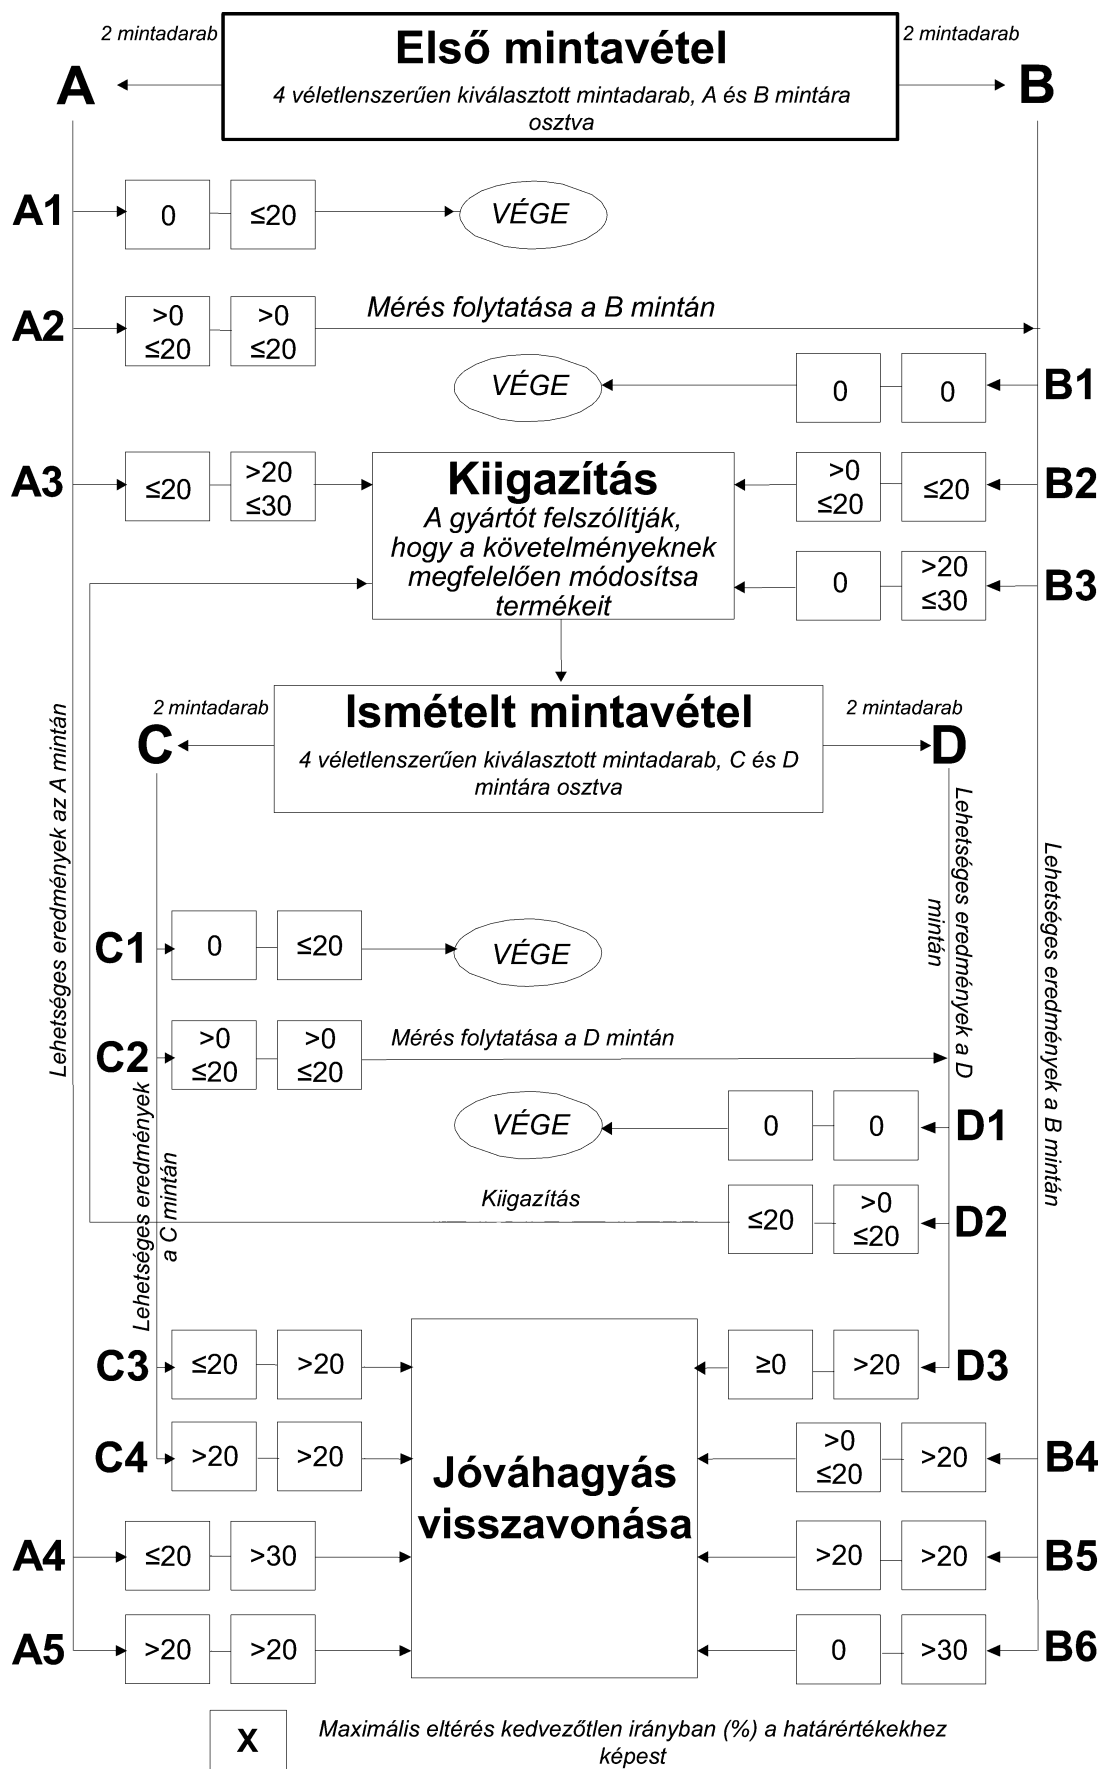 2 mintadarab
Első mintavétel
2 mintadarab
A
4 véletlenszerűen kiválasztott mintadarab, A és B mintára
osztva
B
A1
0
≤20
VÉGE
A2
>0
≤20
>0
≤20
Mérés folytatása a B mintán
VÉGE
0
0
B1
A3
≤20
>20
≤30
Kiigazítás
A gyártót felszólítják,
hogy a követelményeknek
megfelelően módosítsa
termékeit
>0
≤20
≤20
B2
0
>20
≤30
B3
2 mintadarab
Ismételt mintavétel
2 mintadarab
C
4 véletlenszerűen kiválasztott mintadarab, C és D
mintára osztva
D
Lehetséges eredmények az A mintán
Lehetséges eredmények a D
mintán
Lehetséges eredmények a B mintán
C1
0
≤20
VÉGE
C2
>0
≤20
>0
≤20
Mérés folytatása a D mintán
Lehetséges eredmények
a C mintán
VÉGE
0
0
D1
Kiigazítás
≤20
>0
≤20
D2
C3
≤20
>20
≥0
>20
D3
C4
>20
>20
Jóváhagyás
visszavonása
>0
≤20
>20
B4
A4
≤20
>30
>20
>20
B5
A5
>20
>20
0
>30
B6
X
Maximális eltérés kedvezőtlen irányban (%) a határértékekhez
képest